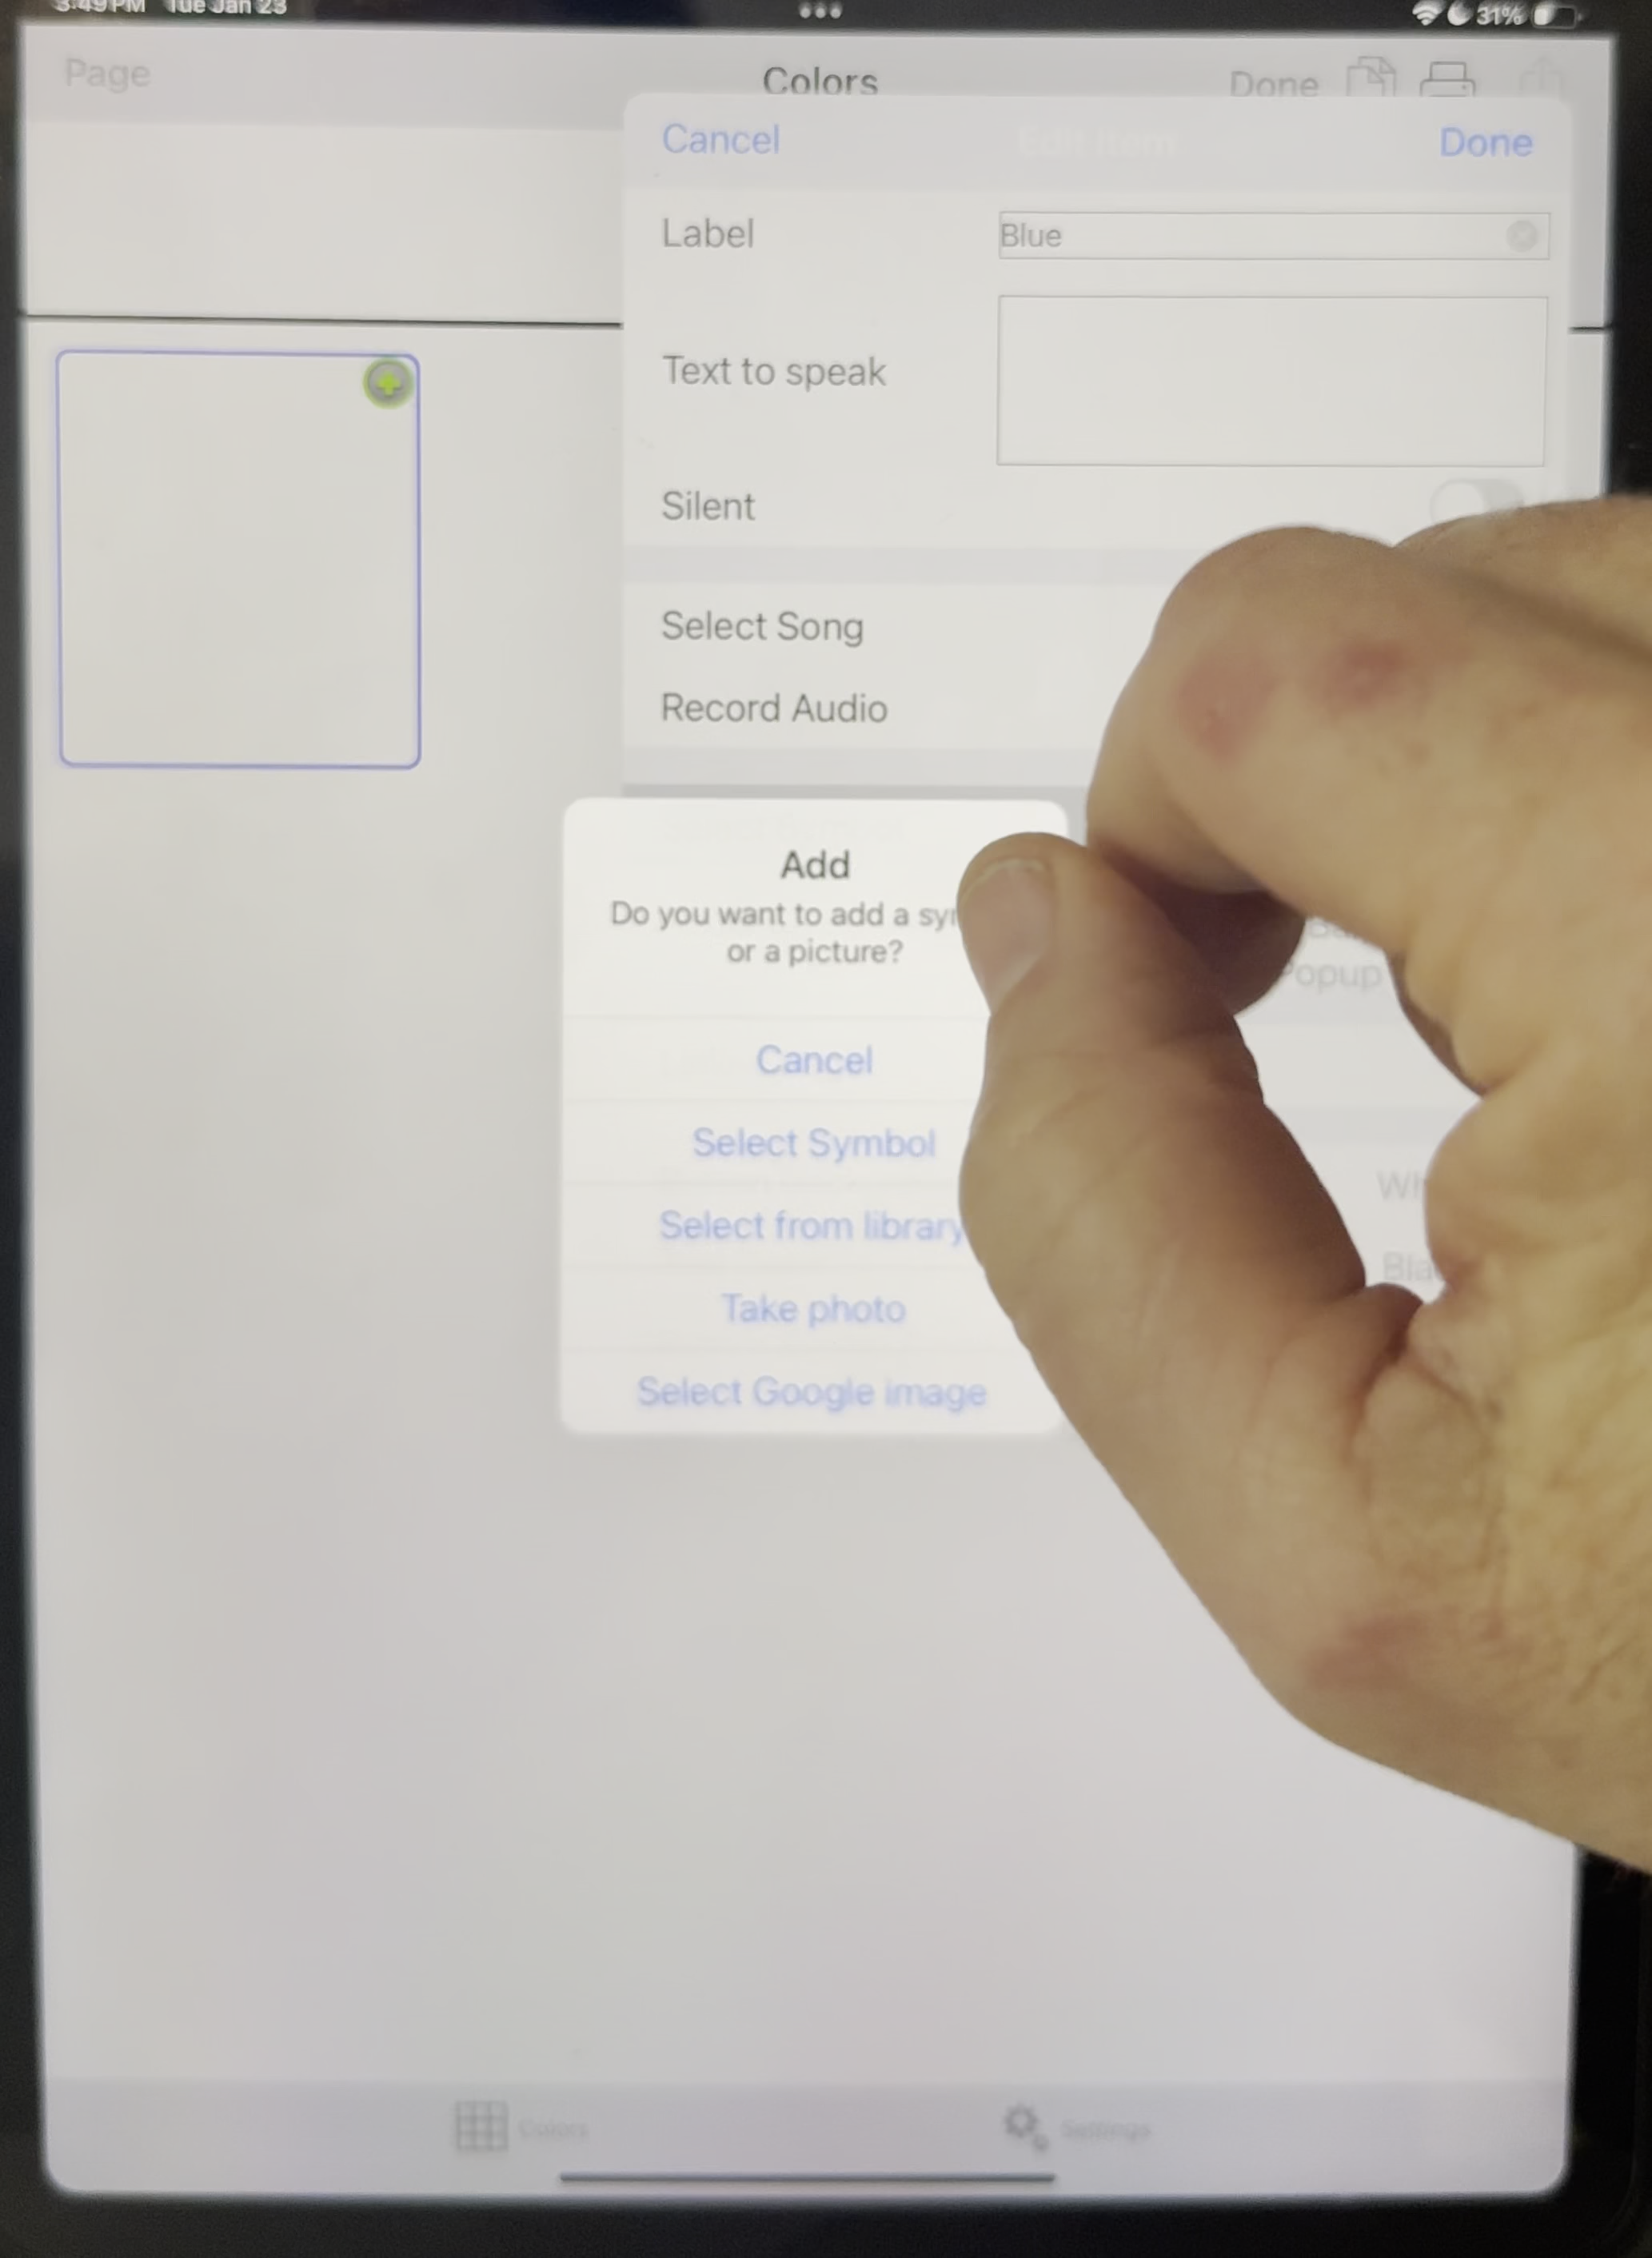 3:49 PM Tue Jan 23
31%
Page
Colors
Done
Cancel
Edit Item
Done
Label
Blue
Text to speak
Silent
Select Song
Record Audio
Add
Do you want to add a
or a picture?
Popup
Cancel
Select Symbol
Select from library
Take photo
Select Google image
Colors
Settings